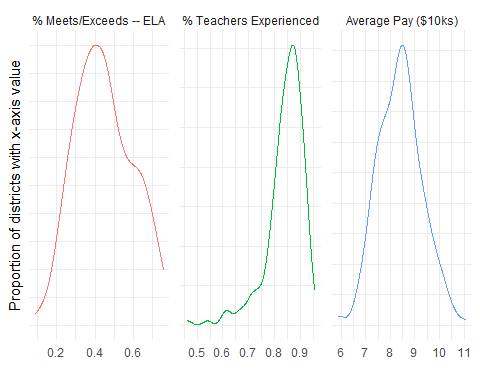 % Meets/Exceeds -- ELA
% Teachers Experienced
Average Pay ($10ks)
Proportion of districts with x-axis value
0.2 0.4 0.6
0.5 0.6 0.7 0.8 0.9
6 7 8 9 10 11